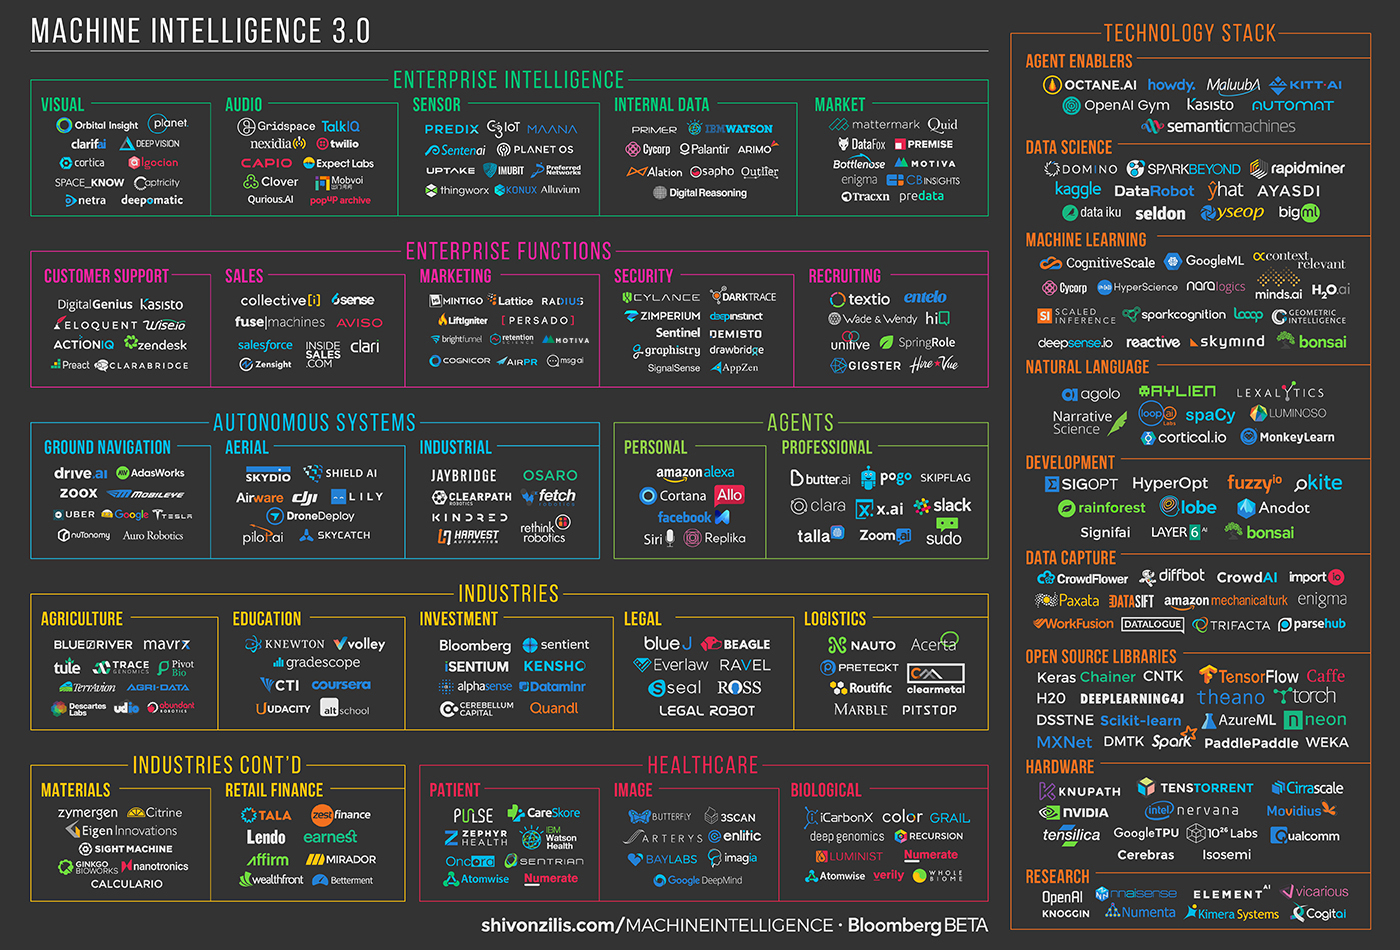 MACHINE INTELLIGENCE 3.0
ENTERPRISE INTELLIGENCE
VISUAL
Orbital Insight planet.
clarifai DEEP VISION
cortica Algocian
SPACE_KNOW Captricity
netra deepomatic
AUDIO
Gridspace TalkIQ
nexidia twilio
CAPIO Expect Labs
Clover Mobvoi
Qurious.AI popUP archive
SENSOR
PREDIX C3IoT MAANA
Sentenai PLANET OS
UPTAKE IMUBIT Preferred Networks
thingworx KONUX Alluvium
INTERNAL DATA
PRIMER IBM WATSON
Cycorp Palantir ARIMO
Alation sapho Outlier
Digital Reasoning
MARKET
mattermark Quid
DataFox PREMISE
Bottlenose MOTIVA
enigma CBINSIGHTS
Tracxn predata
ENTERPRISE FUNCTIONS
CUSTOMER SUPPORT
DigitalGenius Kasisto
ELOQUENT Wise.io
ACTIONIQ zendesk
Preact CLARABRIDGE
SALES
collective[i] 6sense
fuse|machines AVISO
salesforce INSIDE SALES .COM clari
Zensight
MARKETING
MINTIGO Lattice RADIUS
LiftIgniter [PERSADO]
brightfunnel retention SCIENCE MOTIVA
COGNICOR AIRPR msg.ai
SECURITY
CYLANCE DARKTRACE
ZIMPERIUM deepinstinct
Sentinel DEMISTO
graphistry drawbridge
SignalSense AppZen
RECRUITING
textio entelo
Wade & Wendy hiQ
unitive SpringRole
GIGSTER HireVue
AUTONOMOUS SYSTEMS
GROUND NAVIGATION
drive.ai AdasWorks
ZOOX MOBILEYE
UBER Google TESLA
nuTonomy Auro Robotics
AERIAL
SKYDIO SHIELD AI
Airware dji LILY
DroneDeploy
pilot.ai SKYCATCH
INDUSTRIAL
JAYBRIDGE OSARO
CLEARPATH ROBOTICS fetch ROBOTICS
KINDRED rethink robotics
HARVEST AUTOMATION
AGENTS
PERSONAL
amazon alexa
Cortana Allo
facebook
Siri Replika
PROFESSIONAL
butter.ai pogo SKIPFLAG
clara x.ai slack
talla Zoom.ai sudo
INDUSTRIES
AGRICULTURE
BLUE RIVER mavrx
tule TRACE GENOMICS Pivot Bio
TerrAvion AGRI-DATA
Descartes Labs udio abundant ROBOTICS
EDUCATION
KNEWTON volley
gradescope
CTI coursera
UDACITY alt school
INVESTMENT
Bloomberg sentient
iSENTIUM KENSHO
alphasense Dataminr
CEREBELLUM CAPITAL Quandl
LEGAL
blue J BEAGLE
Everlaw RAVEL
seal ROSS
LEGAL ROBOT
LOGISTICS
NAUTO Acerta
PRETECKT clearmetal
Routific
MARBLE PITSTOP
INDUSTRIES CONT'D
MATERIALS
zymergen Citrine
Eigen Innovations
SIGHT MACHINE
GINKGO BIOWORKS nanotronics
CALCULARIO
RETAIL FINANCE
TALA zestfinance
Lendo earnest
affirm MIRADOR
wealthfront Betterment
HEALTHCARE
PATIENT
PULSE CareSkore
ZEPHYR HEALTH IBM Watson Health
Oncora SENTRIAN
Atomwise Numerate
IMAGE
BUTTERFLY 3SCAN
ARTERYS enlitic
BAYLABS imagia
Google DeepMind
BIOLOGICAL
iCarbonX color GRAIL
deep genomics RECURSION
LUMINIST Numerate
Atomwise verily WHOLE BIOME
TECHNOLOGY STACK
AGENT ENABLERS
OCTANE.AI howdy. MaluubA KITT·AI
OpenAI Gym Kasisto AUTOMAT
semanticmachines
DATA SCIENCE
DOMINO SPARKBEYOND rapidminer
kaggle DataRobot ŷhat AYASDI
data iku seldon yseop bigml
MACHINE LEARNING
CognitiveScale GoogleML context relevant
Cycorp HyperScience nara logics minds.ai H2O.ai
SCALED INFERENCE sparkcognition loop GEOMETRIC INTELLIGENCE
deepsense.io reactive skymind bonsai
NATURAL LANGUAGE
agolo AYLIEN LEXALYTICS
Narrative Science loop ai Labs spaCy LUMINOSO
cortical.io MonkeyLearn
DEVELOPMENT
SIGOPT HyperOpt fuzzy io okite
rainforest lobe Anodot
Signifai LAYER 6 AI bonsai
DATA CAPTURE
CrowdFlower diffbot CrowdAI import io
Paxata DATASIFT amazon mechanical turk enigma
WorkFusion DATALOGUE TRIFACTA parsehub
OPEN SOURCE LIBRARIES
Keras Chainer CNTK TensorFlow Caffe
H2O DEEPLEARNING4J theano torch
DSSTNE Scikit-learn AzureML neon
MXNet DMTK Spark PaddlePaddle WEKA
HARDWARE
KNUPATH TENSTORRENT Cirrascale
NVIDIA intel nervana Movidius
tensilica GoogleTPU 10²⁶ Labs Qualcomm
Cerebras Isosemi
RESEARCH
OpenAI nnaisense ELEMENT AI vicarious
KNOGGIN Numenta Kimera Systems Cogitai
shivonzilis.com/MACHINEINTELLIGENCE · Bloomberg BETA